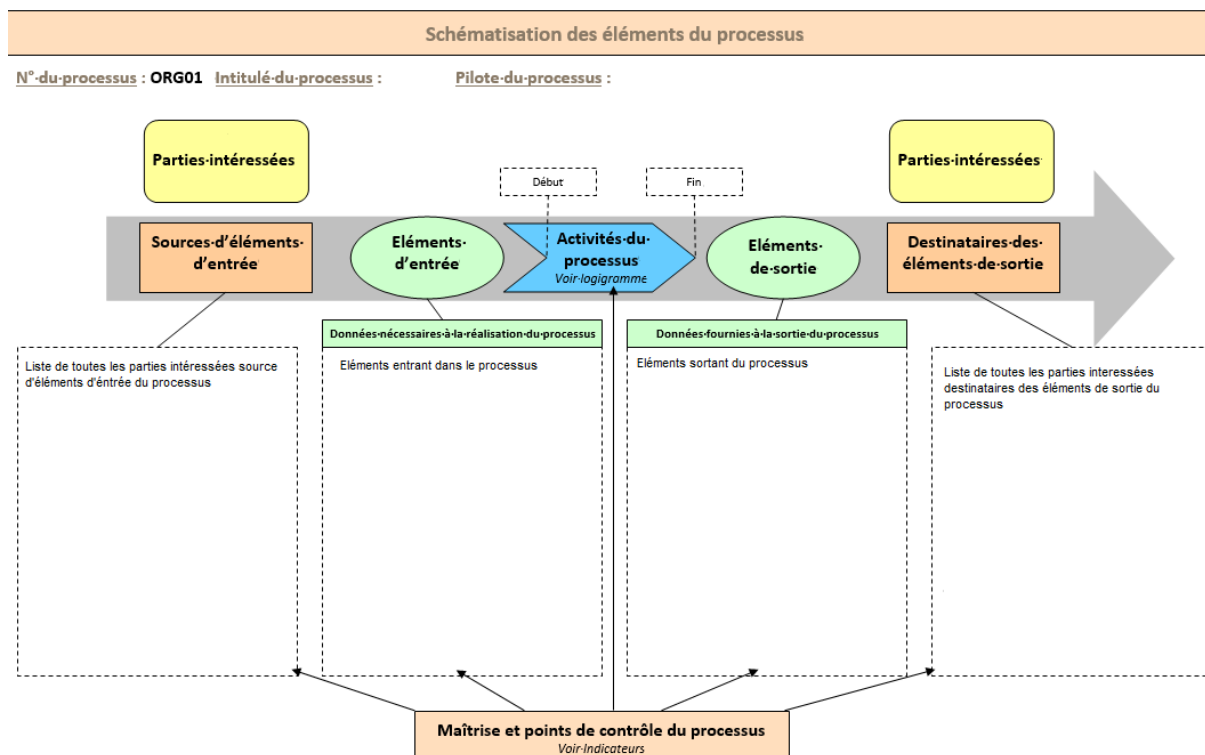 Schématisation des éléments du processus
N°·du·processus : ORG01 Intitulé·du·processus : Pilote·du·processus :
Parties·intéressées
Parties·intéressées
Début
Fin
Sources·d'éléments·
d'entrée
Eléments·
d'entrée
Activités·du·
processus
Voir·logigramme
Eléments·
de·sortie
Destinataires·des·
éléments·de·sortie
Données·nécessaires·à·la·réalisation·du·processus
Données·fournies·à·la·sortie·du·processus
Liste de toutes les parties intéressées source
d'éléments d'éntrée du processus
Eléments entrant dans le processus
Eléments sortant du processus
Liste de toutes les parties interessées
destinataires des éléments de sortie du
processus
Maîtrise et points de contrôle du processus
Voir·Indicateurs